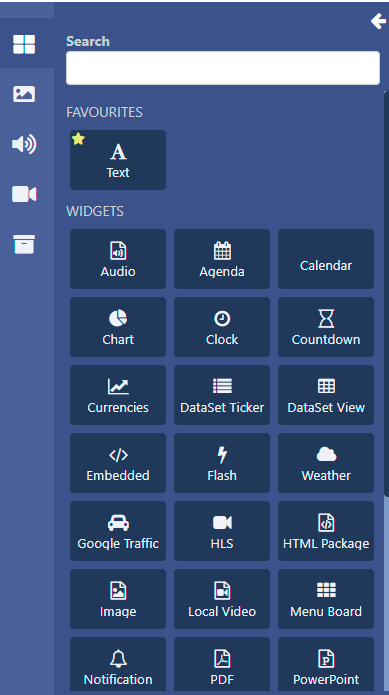 Search
FAVOURITES
Text
WIDGETS
Audio Agenda Calendar
Chart Clock Countdown
Currencies DataSet Ticker DataSet View
Embedded Flash Weather
Google Traffic HLS HTML Package
Image Local Video Menu Board
Notification PDF PowerPoint